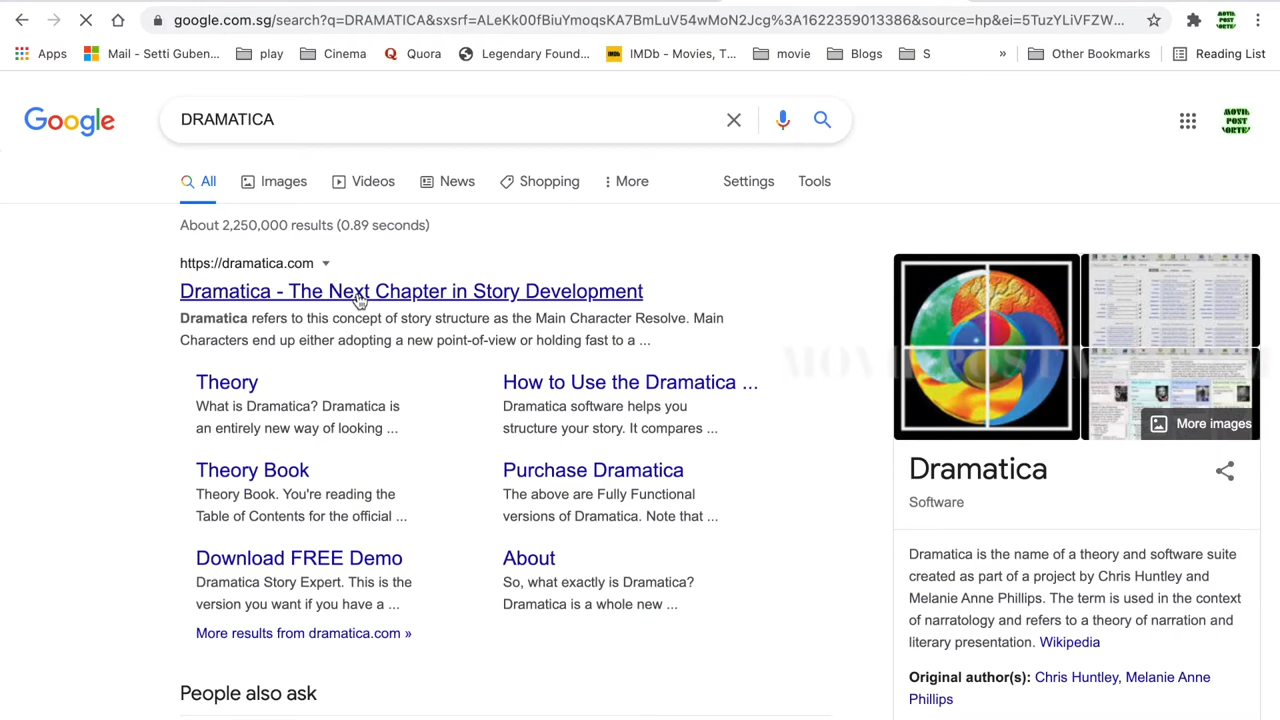 google.com.sg/search?q=DRAMATICA&sxsrf=ALeKk00fBiuYmoqsKA7BmLuV54wMoN2Jcg%3A1622359013386&source=hp&ei=5TuzYLiVFZW...
Apps Mail - Setti Guben... play Cinema Quora Legendary Found... IMDb - Movies, T... movie Blogs S » Other Bookmarks Reading List
Google DRAMATICA
MOVIE POST
All Images Videos News Shopping More Settings Tools
About 2,250,000 results (0.89 seconds)
https://dramatica.com
Dramatica - The Next Chapter in Story Development
Dramatica refers to this concept of story structure as the Main Character Resolve. Main
Characters end up either adopting a new point-of-view or holding fast to a ...
Theory
What is Dramatica? Dramatica is
an entirely new way of looking ...
How to Use the Dramatica ...
Dramatica software helps you
structure your story. It compares ...
Theory Book
Theory Book. You're reading the
Table of Contents for the official ...
Purchase Dramatica
The above are Fully Functional
versions of Dramatica. Note that ...
Download FREE Demo
Dramatica Story Expert. This is the
version you want if you have a ...
About
So, what exactly is Dramatica?
Dramatica is a whole new ...
More results from dramatica.com »
People also ask
More images
Dramatica
Software
Dramatica is the name of a theory and software suite
created as part of a project by Chris Huntley and
Melanie Anne Phillips. The term is used in the context
of narratology and refers to a theory of narration and
literary presentation. Wikipedia
Original author(s): Chris Huntley, Melanie Anne
Phillips